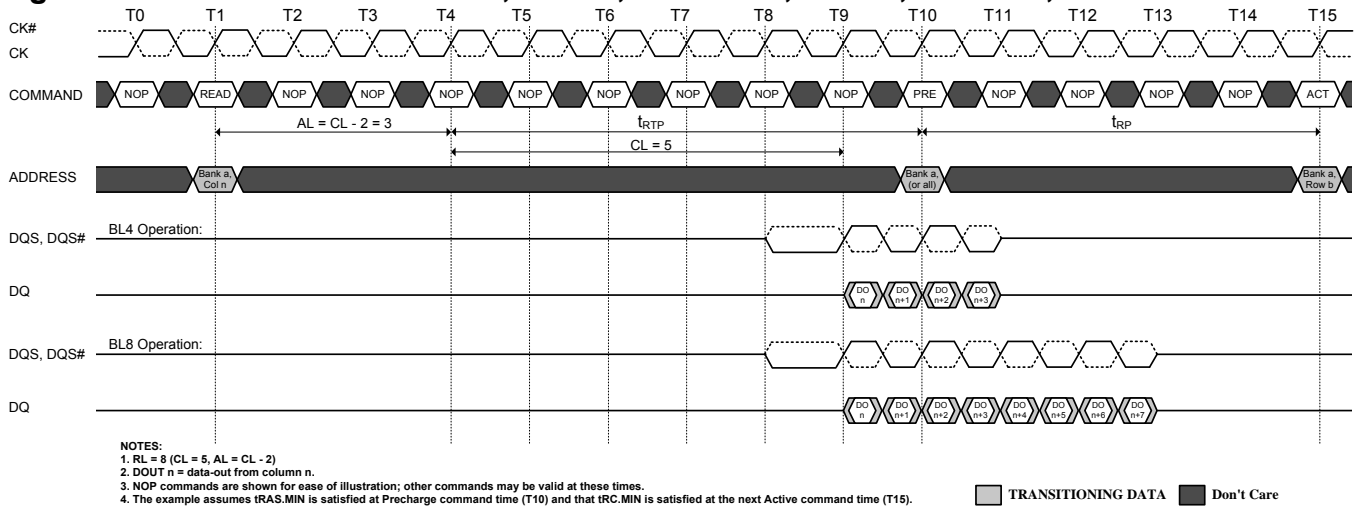 T0 T1 T2 T3 T4 T5 T6 T7 T8 T9 T10 T11 T12 T13 T14 T15
CK#
CK
COMMAND NOP READ NOP NOP NOP NOP NOP NOP NOP NOP PRE NOP NOP NOP NOP ACT
AL = CL - 2 = 3 tRTP tRP
CL = 5
ADDRESS Bank a, Col n Bank a, (or all) Bank a, Row b
BL4 Operation:
DQS, DQS#
DQ DO n DO n+1 DO n+2 DO n+3
BL8 Operation:
DQS, DQS#
DQ DO n DO n+1 DO n+2 DO n+3 DO n+4 DO n+5 DO n+6 DO n+7
NOTES:
1. RL = 8 (CL = 5, AL = CL - 2)
2. DOUT n = data-out from column n.
3. NOP commands are shown for ease of illustration; other commands may be valid at these times.
4. The example assumes tRAS.MIN is satisfied at Precharge command time (T10) and that tRC.MIN is satisfied at the next Active command time (T15).
TRANSITIONING DATA Don't Care